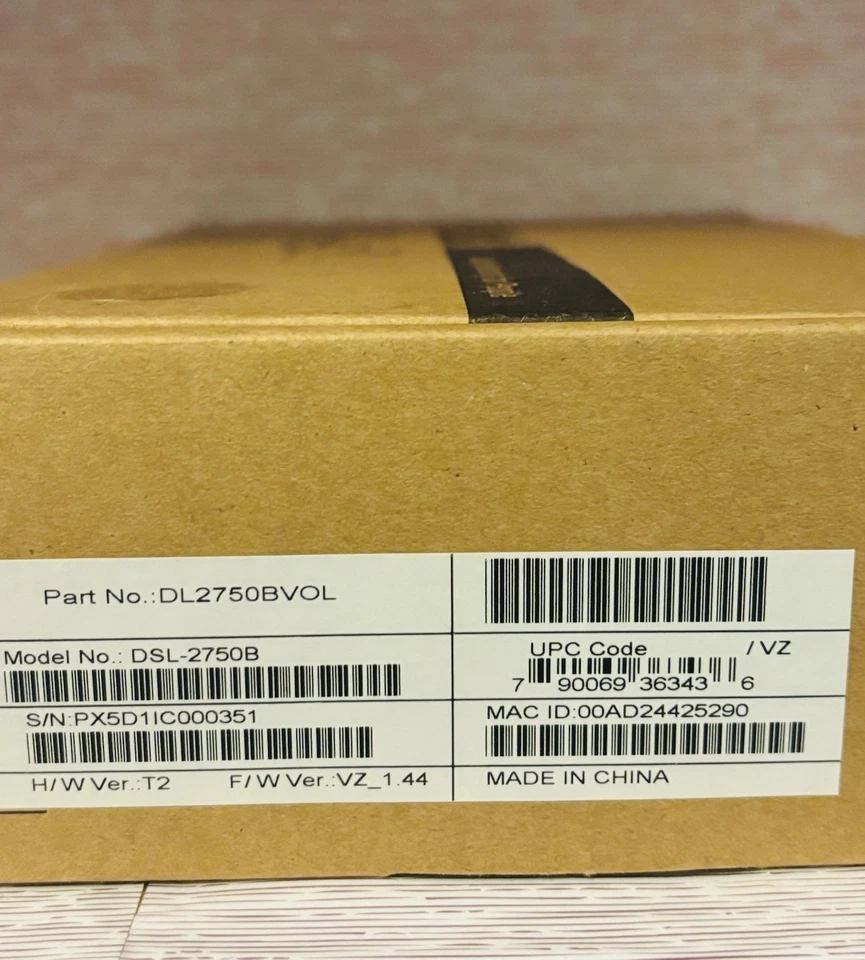 Part No.:DL2750BVOL
Model No.: DSL-2750B
S/N:PX5D1IC000351
H/W Ver.:T2 F/W Ver.:VZ_1.44
UPC Code / VZ
7 90069 36343 6
MAC ID:00AD24425290
MADE IN CHINA